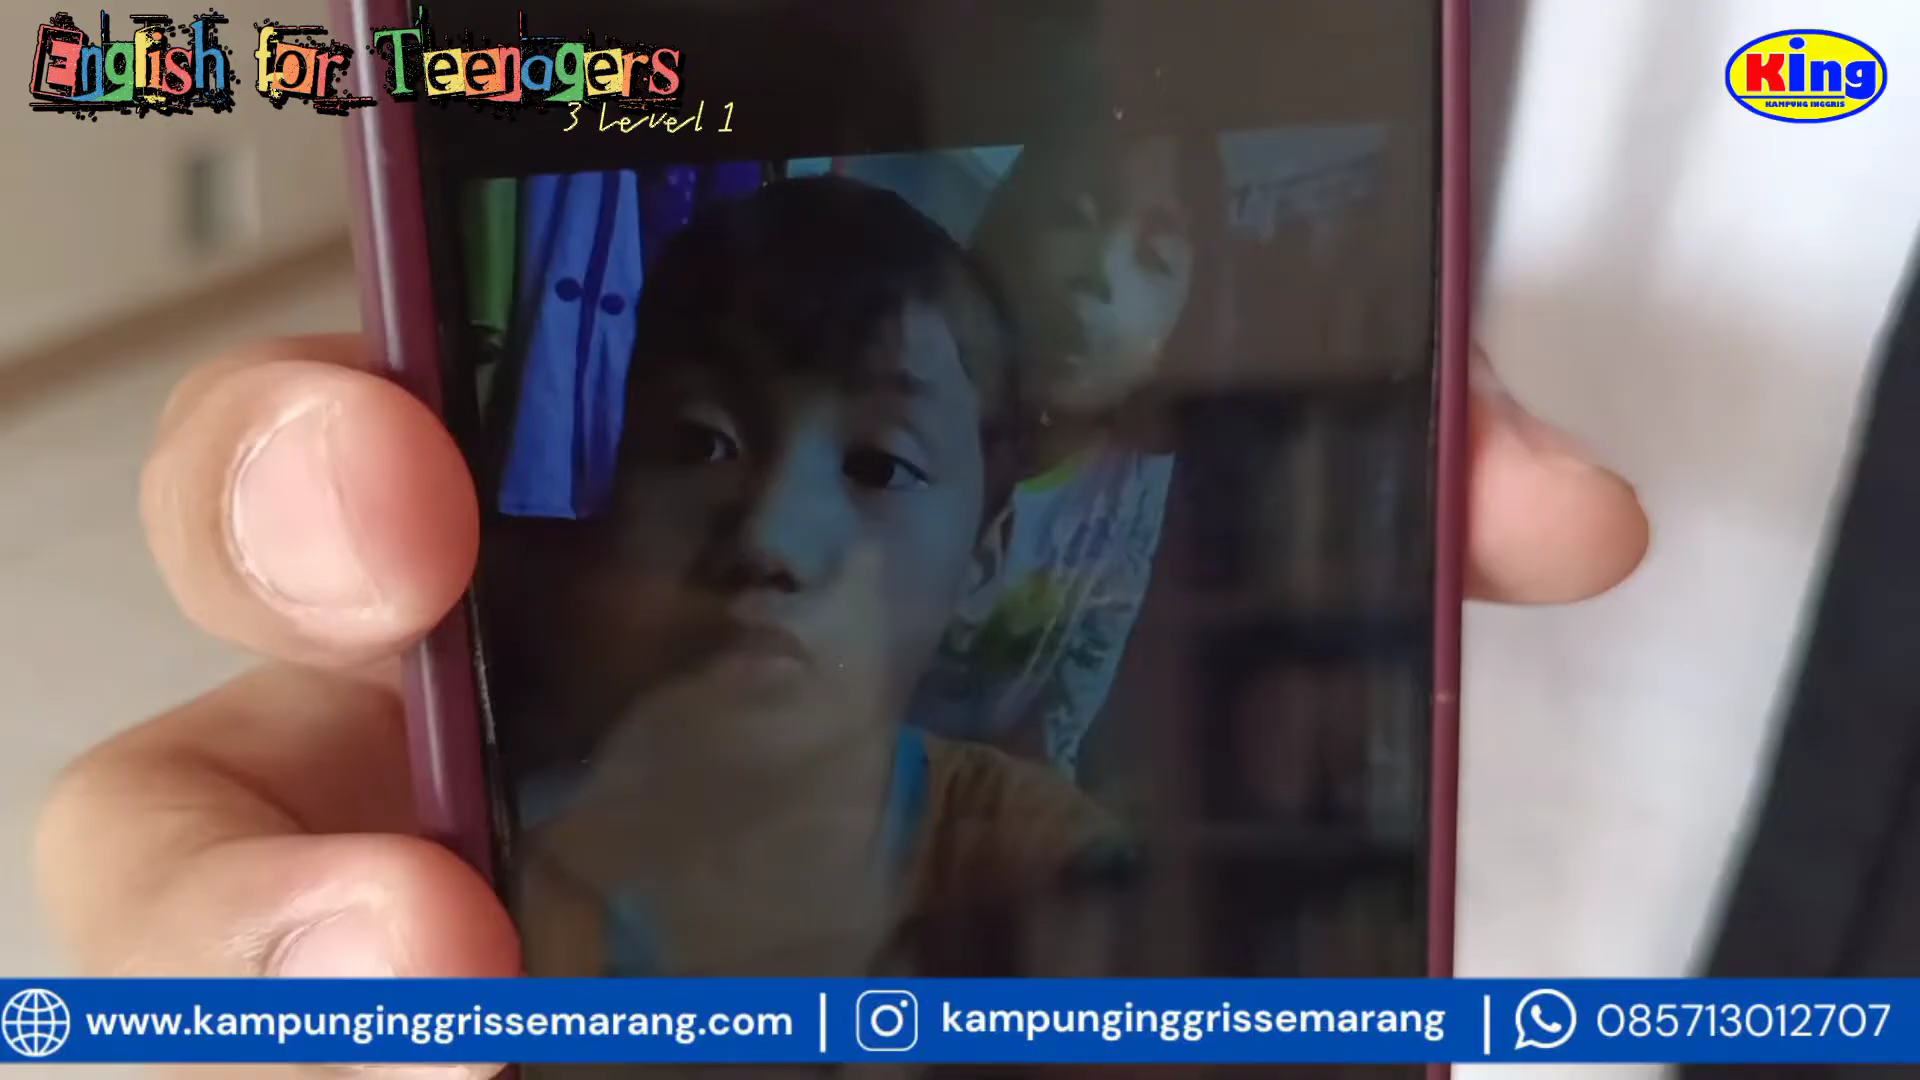 English for Teenagers
3 Level 1
King
KAMPUNG INGGRIS
www.kampunginggrissemarang.com | kampunginggrissemarang | 085713012707